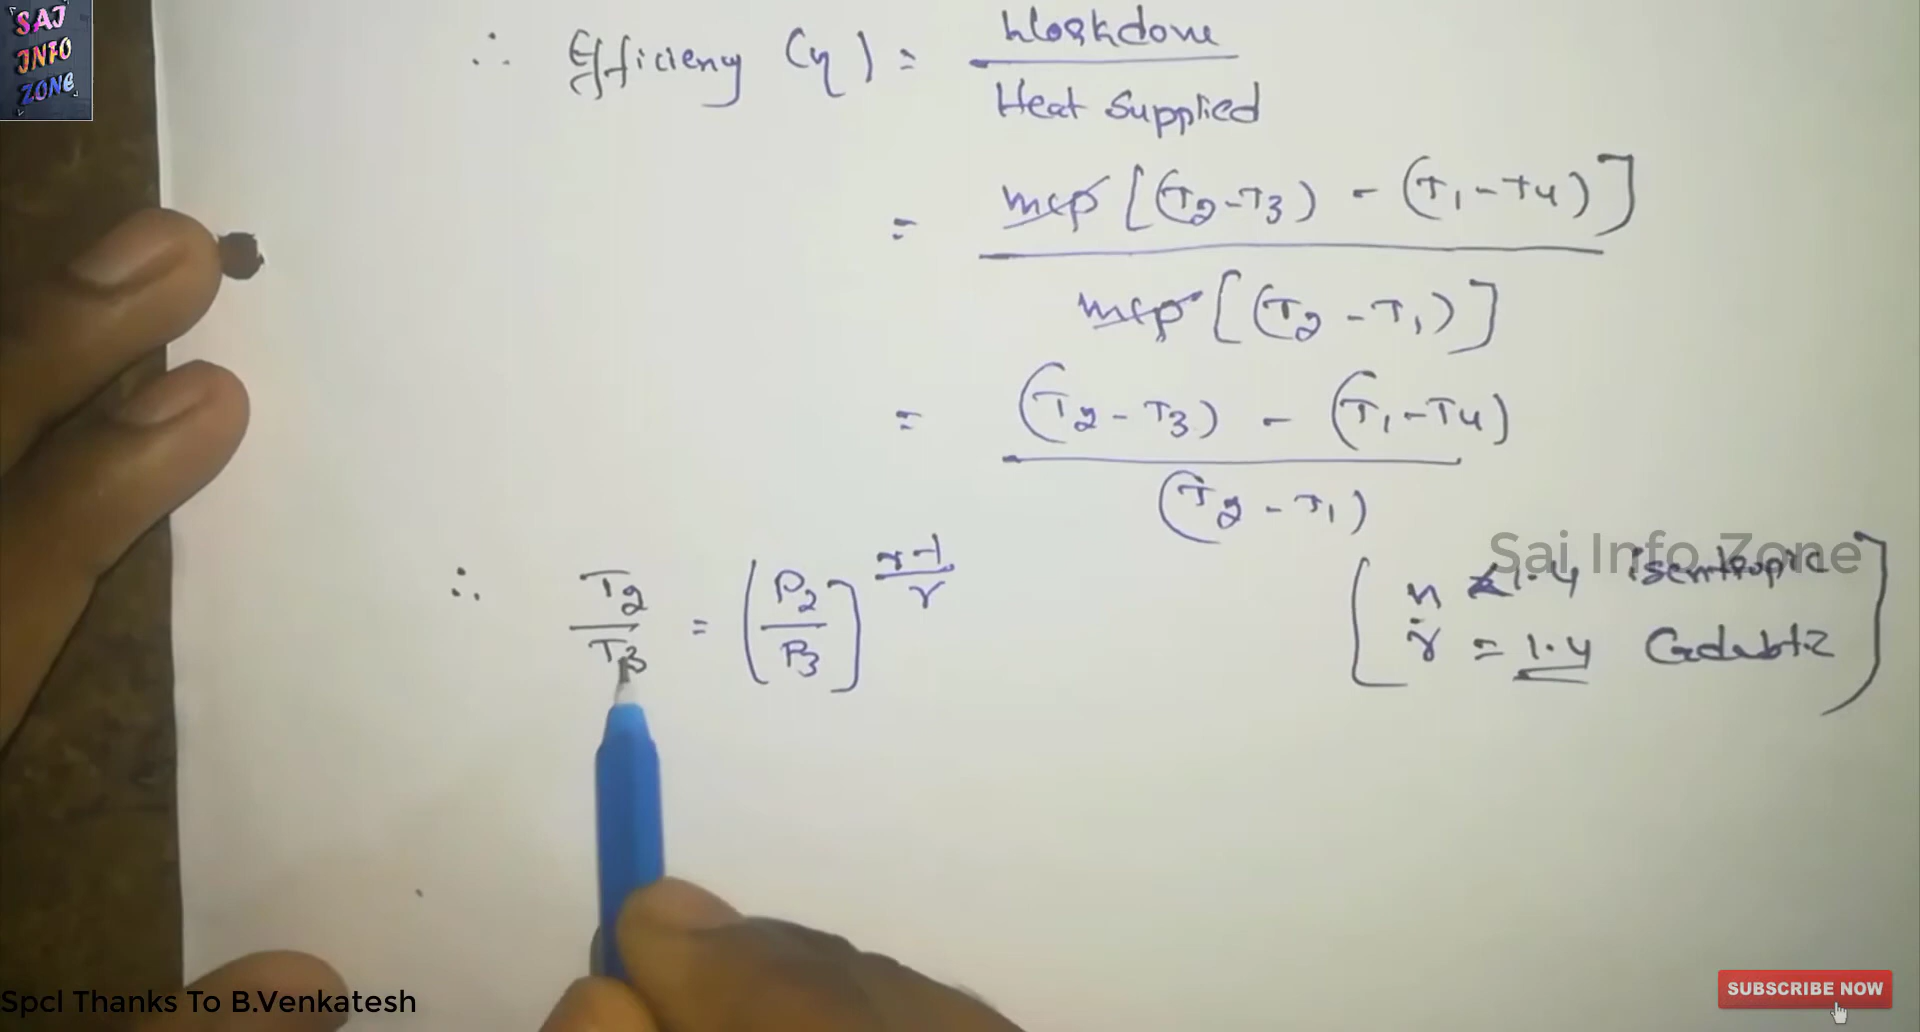 SAI
INFO
ZONE
∴ Efficieny (η) = Workdone
Heat Supplied
= mcp [(T2-T3) - (T1-T4)]
mcp [(T2-T1)]
= (T2-T3) - (T1-T4)
(T2-T1)
Sai Info Zone
∴ T2/T3 = (P2/P3)^(γ-1/γ)
n 1.4 isentropic
γ = 1.4
Spcl Thanks To B.Venkatesh
SUBSCRIBE NOW